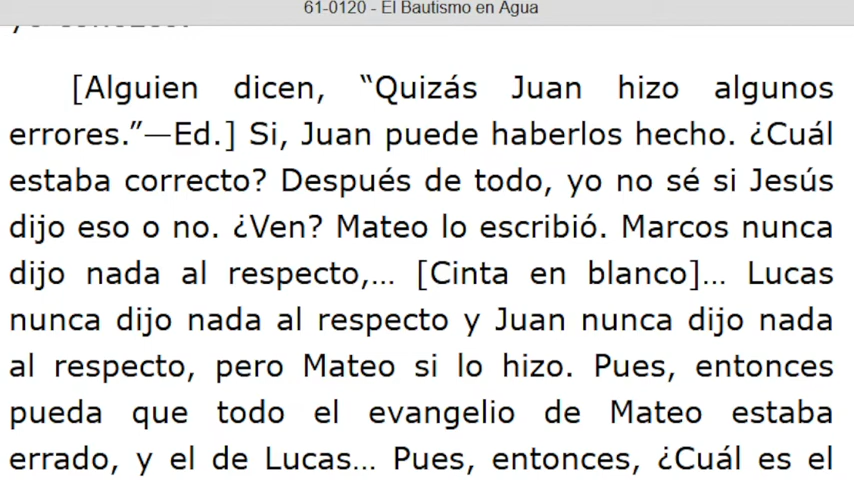 61-0120 - El Bautismo en Agua
[Alguien dicen, “Quizás Juan hizo algunos
errores.”—Ed.] Si, Juan puede haberlos hecho. ¿Cuál
estaba correcto? Después de todo, yo no sé si Jesús
dijo eso o no. ¿Ven? Mateo lo escribió. Marcos nunca
dijo nada al respecto,… [Cinta en blanco]… Lucas
nunca dijo nada al respecto y Juan nunca dijo nada
al respecto, pero Mateo si lo hizo. Pues, entonces
pueda que todo el evangelio de Mateo estaba
errado, y el de Lucas… Pues, entonces, ¿Cuál es el